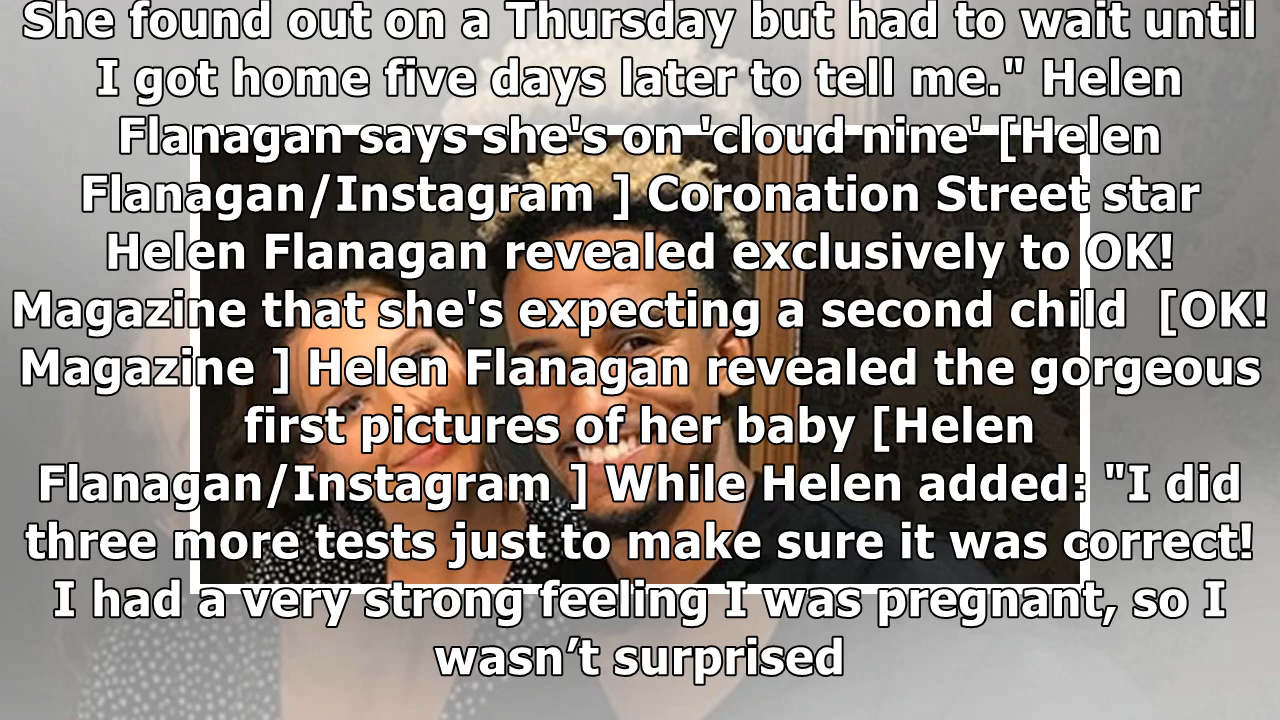 She found out on a Thursday but had to wait until
I got home five days later to tell me." Helen
Flanagan says she's on 'cloud nine' [Helen
Flanagan/Instagram ] Coronation Street star
Helen Flanagan revealed exclusively to OK!
Magazine that she's expecting a second child  [OK!
Magazine ] Helen Flanagan revealed the gorgeous
first pictures of her baby [Helen
Flanagan/Instagram ] While Helen added: "I did
three more tests just to make sure it was correct!
I had a very strong feeling I was pregnant, so I
wasn’t surprised